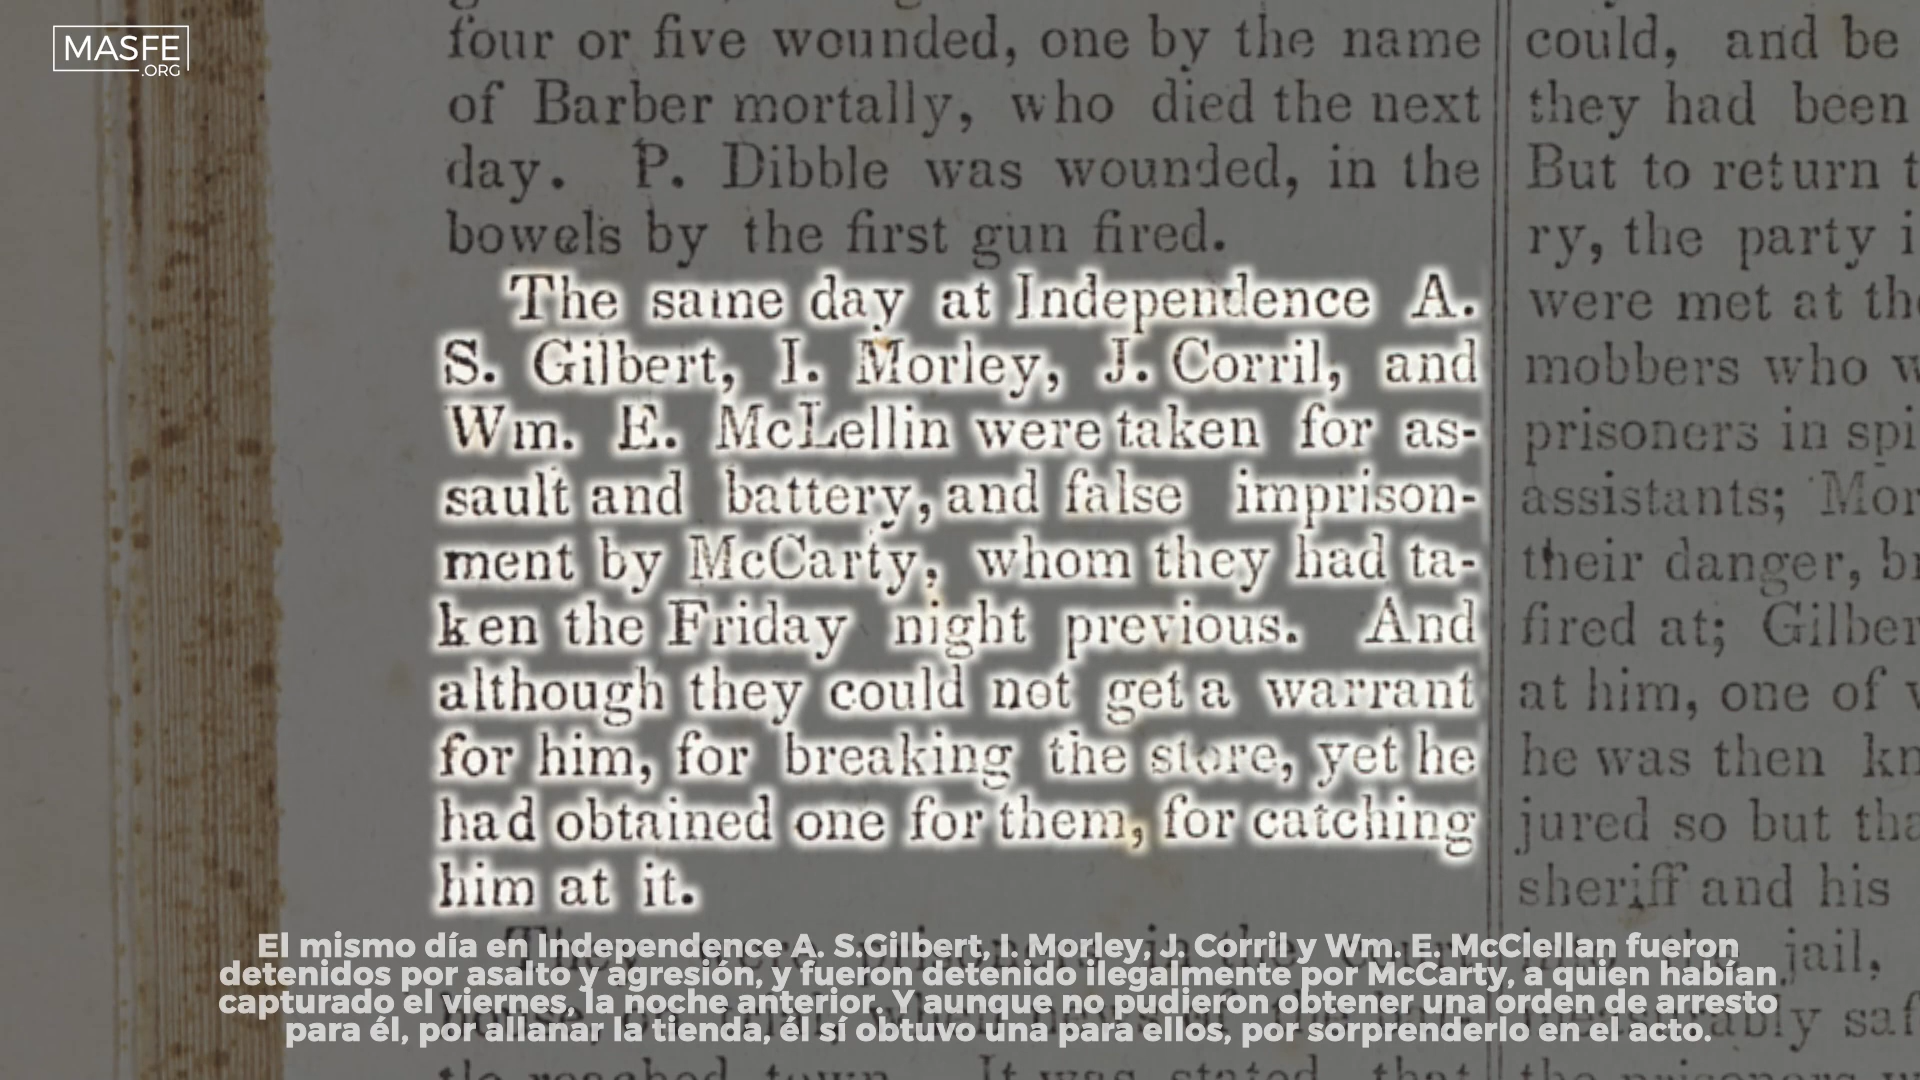 MASFE
.ORG
four or five wounded, one by the name
of Barber mortally, who died the next
day. P. Dibble was wounded, in the
bowels by the first gun fired.
The same day at Independence A.
S. Gilbert, I. Morley, J. Corril, and
Wm. E. McLellin were taken for as-
sault and battery, and false imprison-
ment by McCarty, whom they had ta-
ken the Friday night previous. And
although they could not get a warrant
for him, for breaking the store, yet he
had obtained one for them, for catching
him at it.
could, and be
they had been
But to return
ry, the party
were met at
mobbers who
prisoners in
assistants;
their danger,
fired at;
at him, one of
he was then
jured so but
sheriff and his
jail,
El mismo día en Independence A. S.Gilbert, I. Morley, J. Corril y Wm. E. McClellan fueron
detenidos por asalto y agresión, y fueron detenido ilegalmente por McCarty, a quien habían
capturado el viernes, la noche anterior. Y aunque no pudieron obtener una orden de arresto
para él, por allanar la tienda, él sí obtuvo una para ellos, por sorprenderlo en el acto.